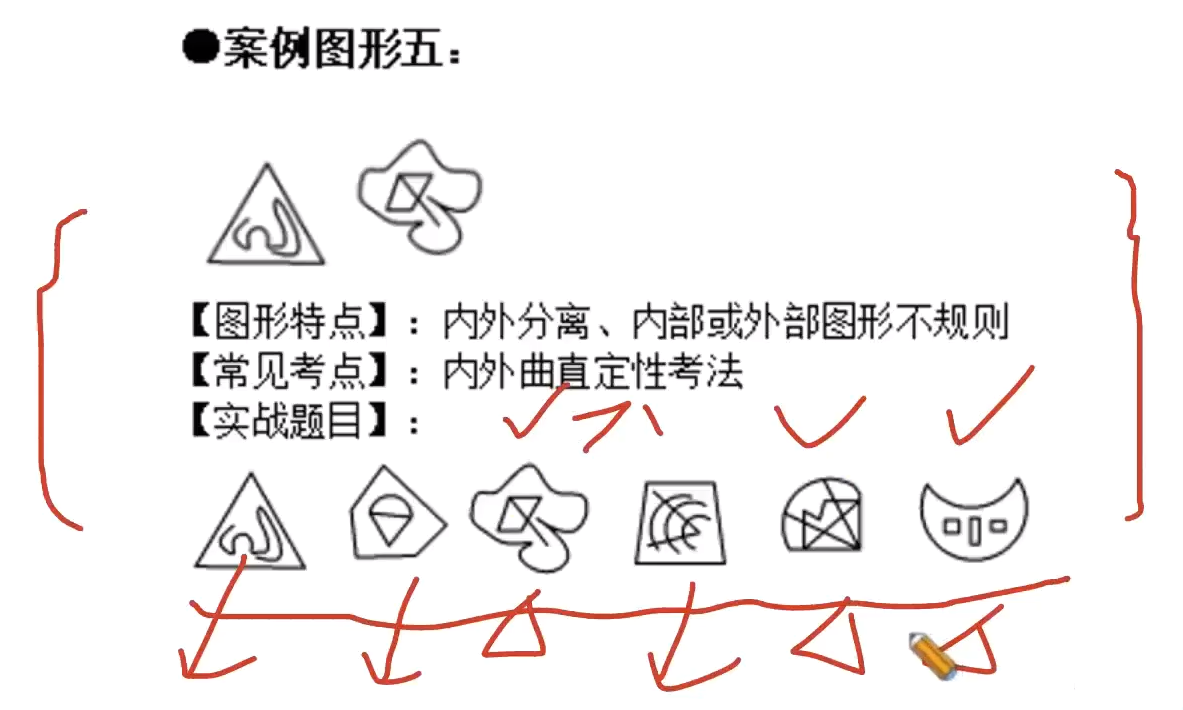 ●案例图形五：
【图形特点】：内外分离、内部或外部图形不规则
【常见考点】：内外曲直定性考法
【实战题目】：